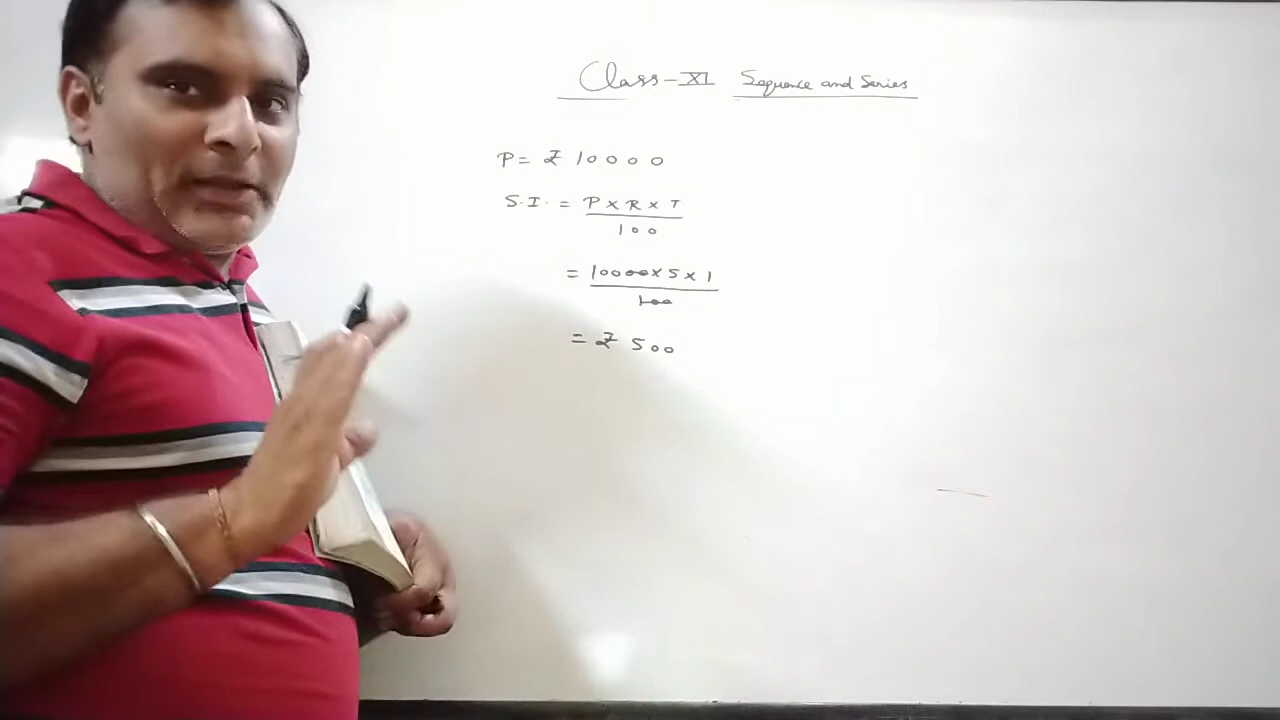 Class-XI Sequence and Series
P = ₹ 10000
S.I. = P × R × T
100
= 10000 × 5 × 1
100
= ₹ 500